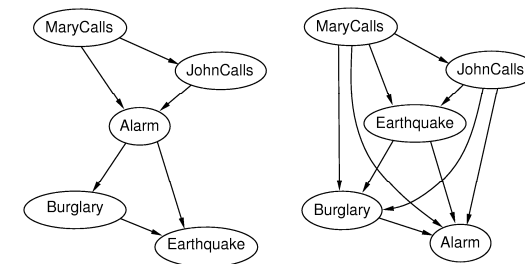 MaryCalls
JohnCalls
Alarm
Burglary
Earthquake
MaryCalls
JohnCalls
Earthquake
Burglary
Alarm